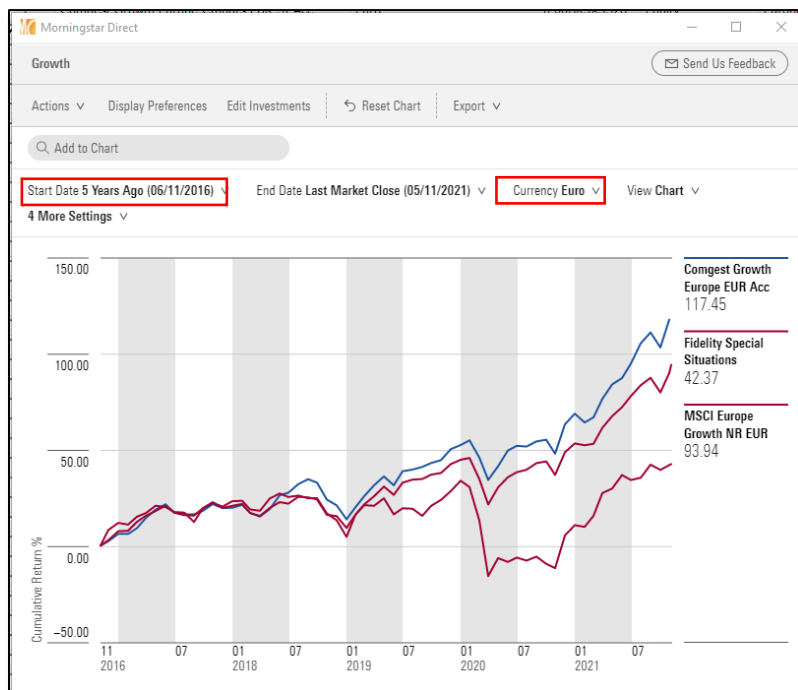 Morningstar Direct
Growth
Send Us Feedback
Actions
Display Preferences
Edit Investments
Reset Chart
Export
Add to Chart
Start Date 5 Years Ago (06/11/2016)
End Date Last Market Close (05/11/2021)
Currency Euro
View Chart
4 More Settings
150.00
100.00
50.00
0.00
-50.00
Cumulative Return %
11 07 01 07 01 07 01 07 01 07
2016 2018 2019 2020 2021
Comgest Growth
Europe EUR Acc
117.45
Fidelity Special
Situations
42.37
MSCI Europe
Growth NR EUR
93.94